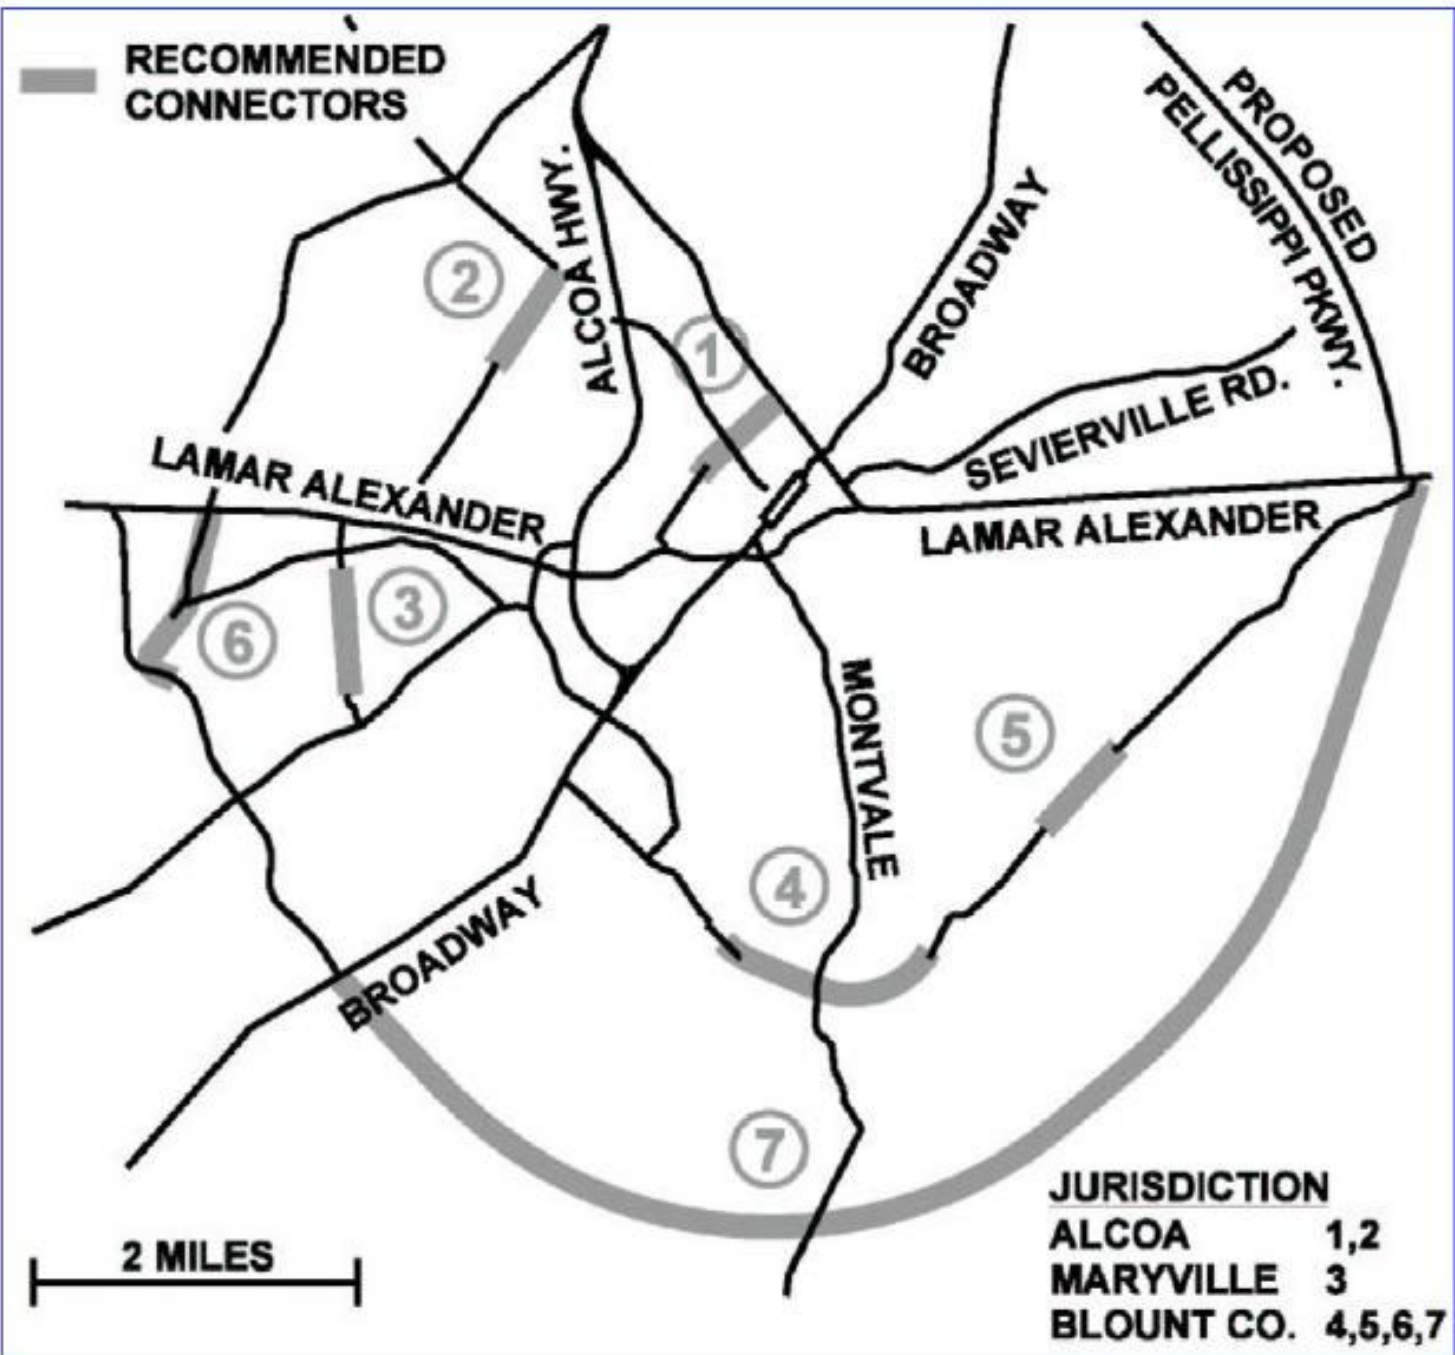 RECOMMENDED
CONNECTORS
PROPOSED
PELLISSIPPI PKWY.
ALCOA HWY.
BROADWAY
2
1
SEVIERVILLE RD.
LAMAR ALEXANDER
LAMAR ALEXANDER
3
6
MONTVALE
5
4
BROADWAY
7
JURISDICTION
ALCOA 1,2
MARYVILLE 3
BLOUNT CO. 4,5,6,7
2 MILES